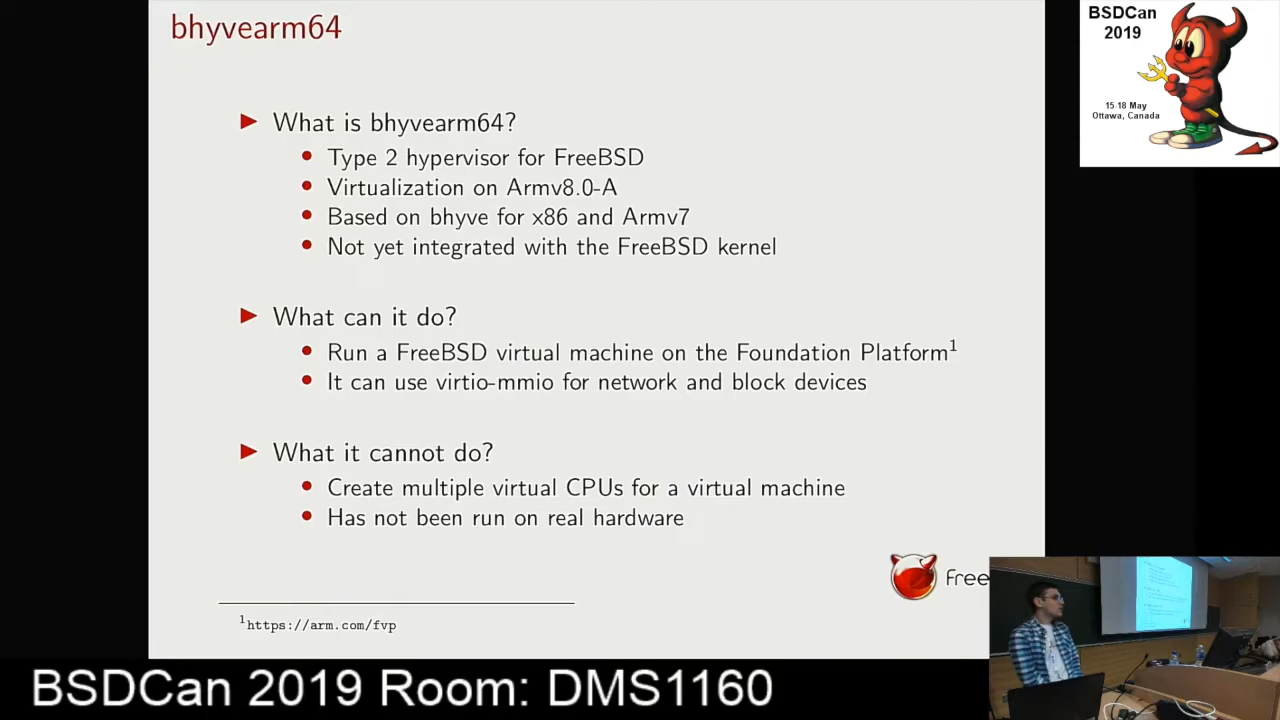 bhyvearm64
What is bhyvearm64?
Type 2 hypervisor for FreeBSD
Virtualization on Armv8.0-A
Based on bhyve for x86 and Armv7
Not yet integrated with the FreeBSD kernel
What can it do?
Run a FreeBSD virtual machine on the Foundation Platform¹
It can use virtio-mmio for network and block devices
What it cannot do?
Create multiple virtual CPUs for a virtual machine
Has not been run on real hardware
Free
¹https://arm.com/fvp
BSDCan
2019
15-18 May
Ottawa, Canada
BSDCan 2019 Room: DMS1160